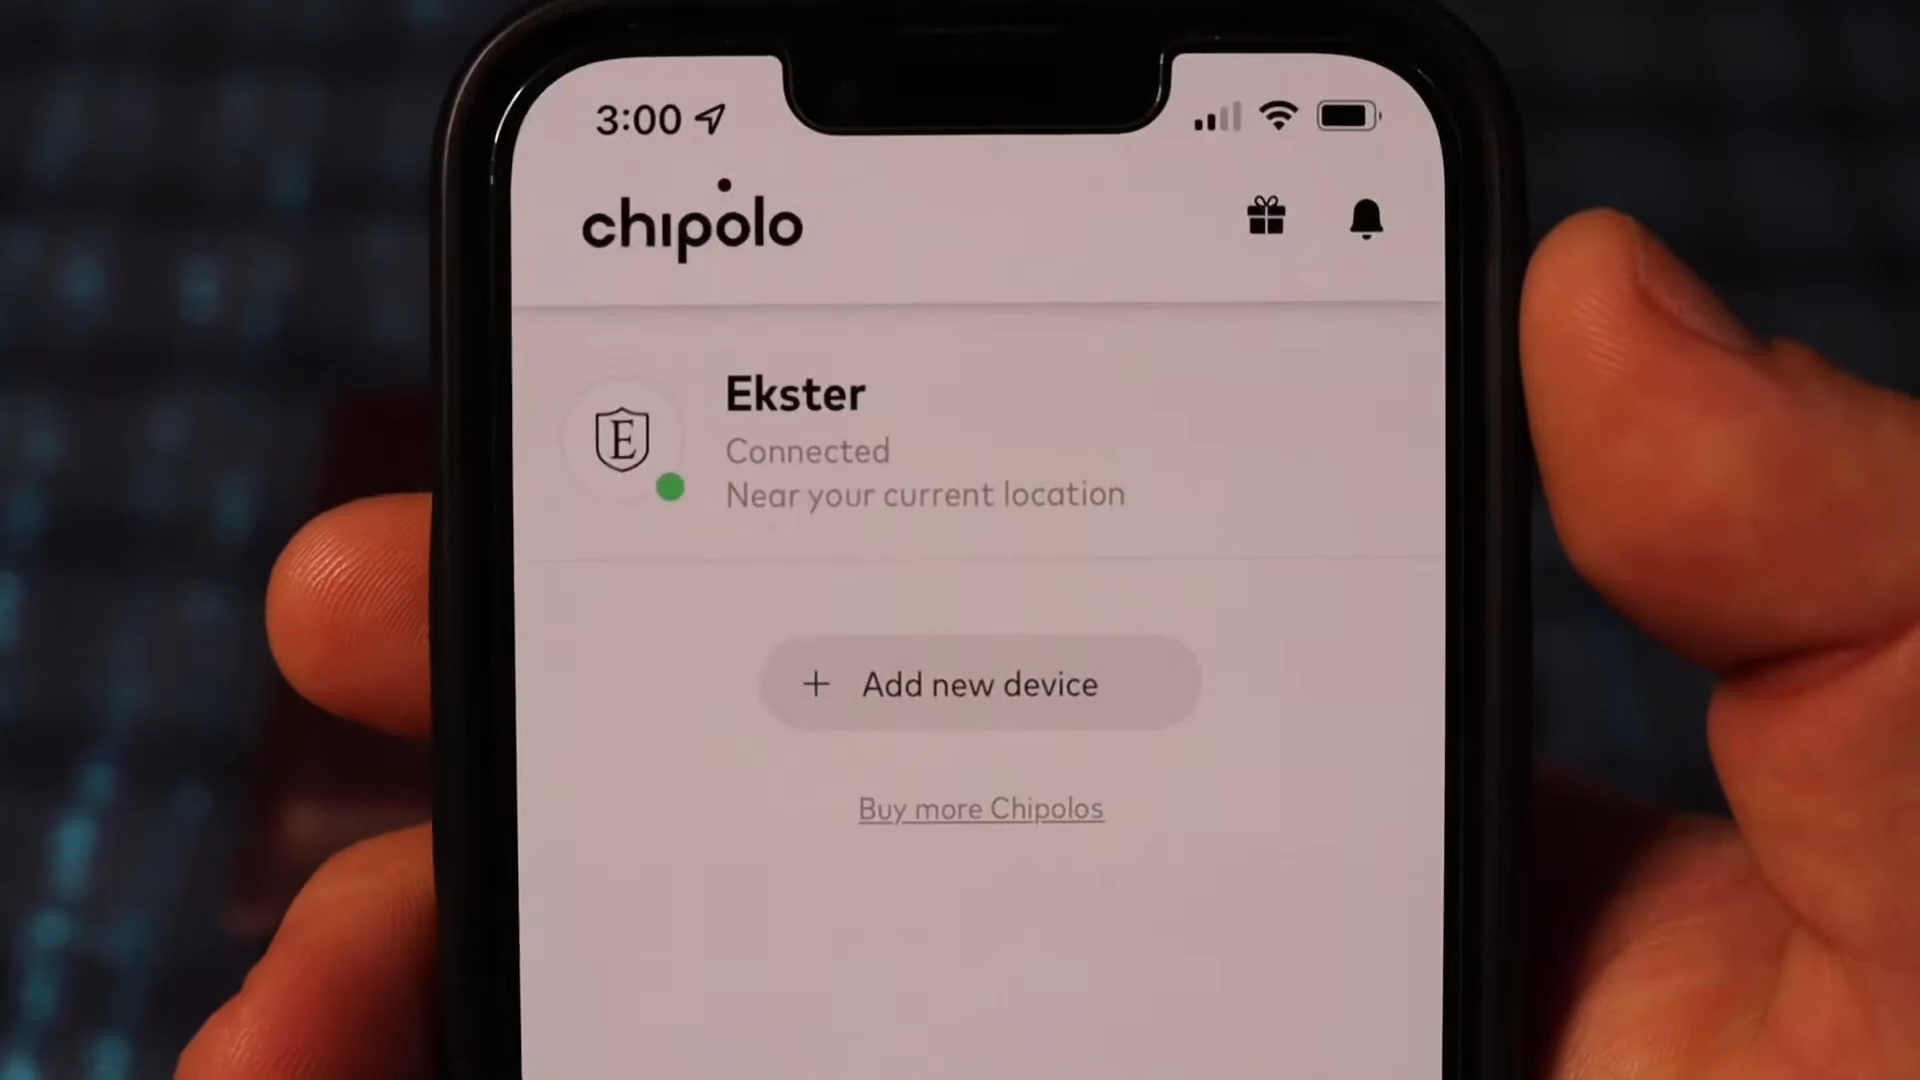 3:00
chipolo
E
Ekster
Connected
Near your current location
+ Add new device
Buy more Chipolos